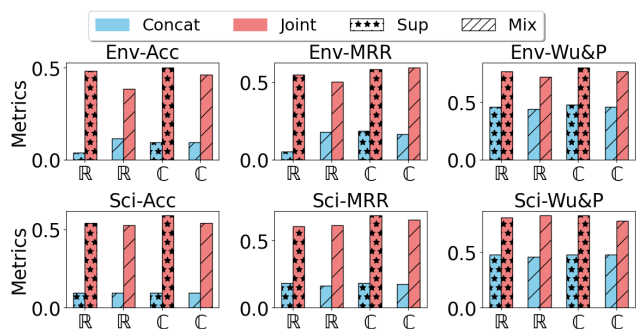 Concat Joint Sup Mix
Env-Acc Env-MRR Env-Wu&P
Metrics
0.5
0.0
ℝ ℝ ℂ ℂ
0.5
0.0
ℝ ℝ ℂ ℂ
0.5
0.0
ℝ ℝ ℂ ℂ
Sci-Acc Sci-MRR Sci-Wu&P
Metrics
0.5
0.0
ℝ ℝ ℂ ℂ
0.5
0.0
ℝ ℝ ℂ ℂ
0.5
0.0
ℝ ℝ ℂ ℂ